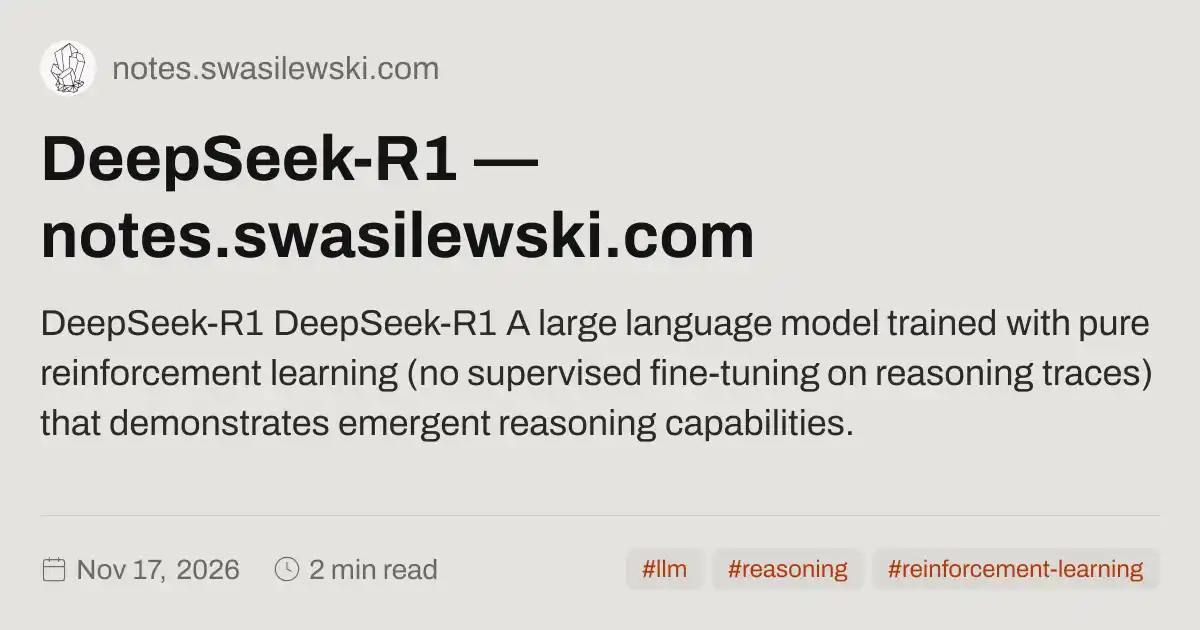 notes.swasilewski.com
DeepSeek-R1 —
notes.swasilewski.com
DeepSeek-R1 DeepSeek-R1 A large language model trained with pure
reinforcement learning (no supervised fine-tuning on reasoning traces)
that demonstrates emergent reasoning capabilities.
Nov 17, 2026 2 min read #llm #reasoning #reinforcement-learning